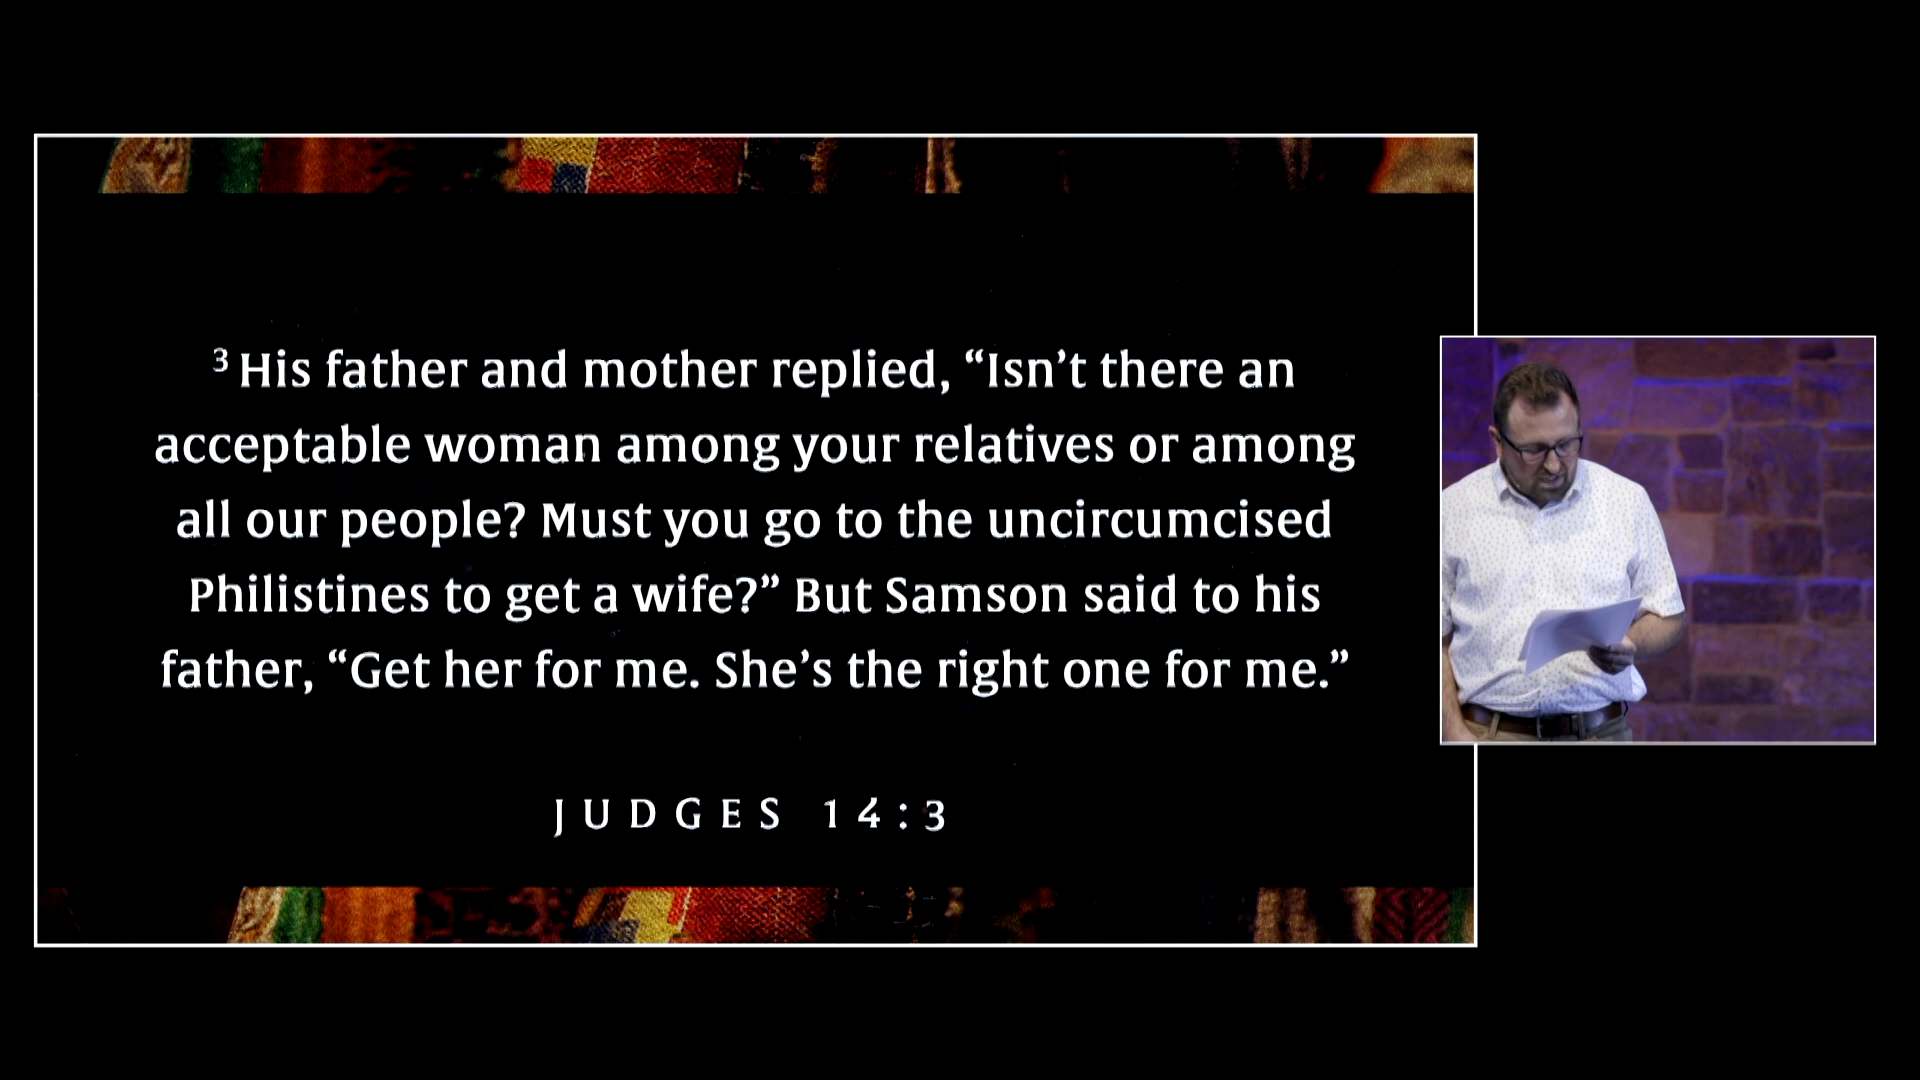 3 His father and mother replied, “Isn’t there an
acceptable woman among your relatives or among
all our people? Must you go to the uncircumcised
Philistines to get a wife?” But Samson said to his
father, “Get her for me. She’s the right one for me.”
JUDGES 14:3